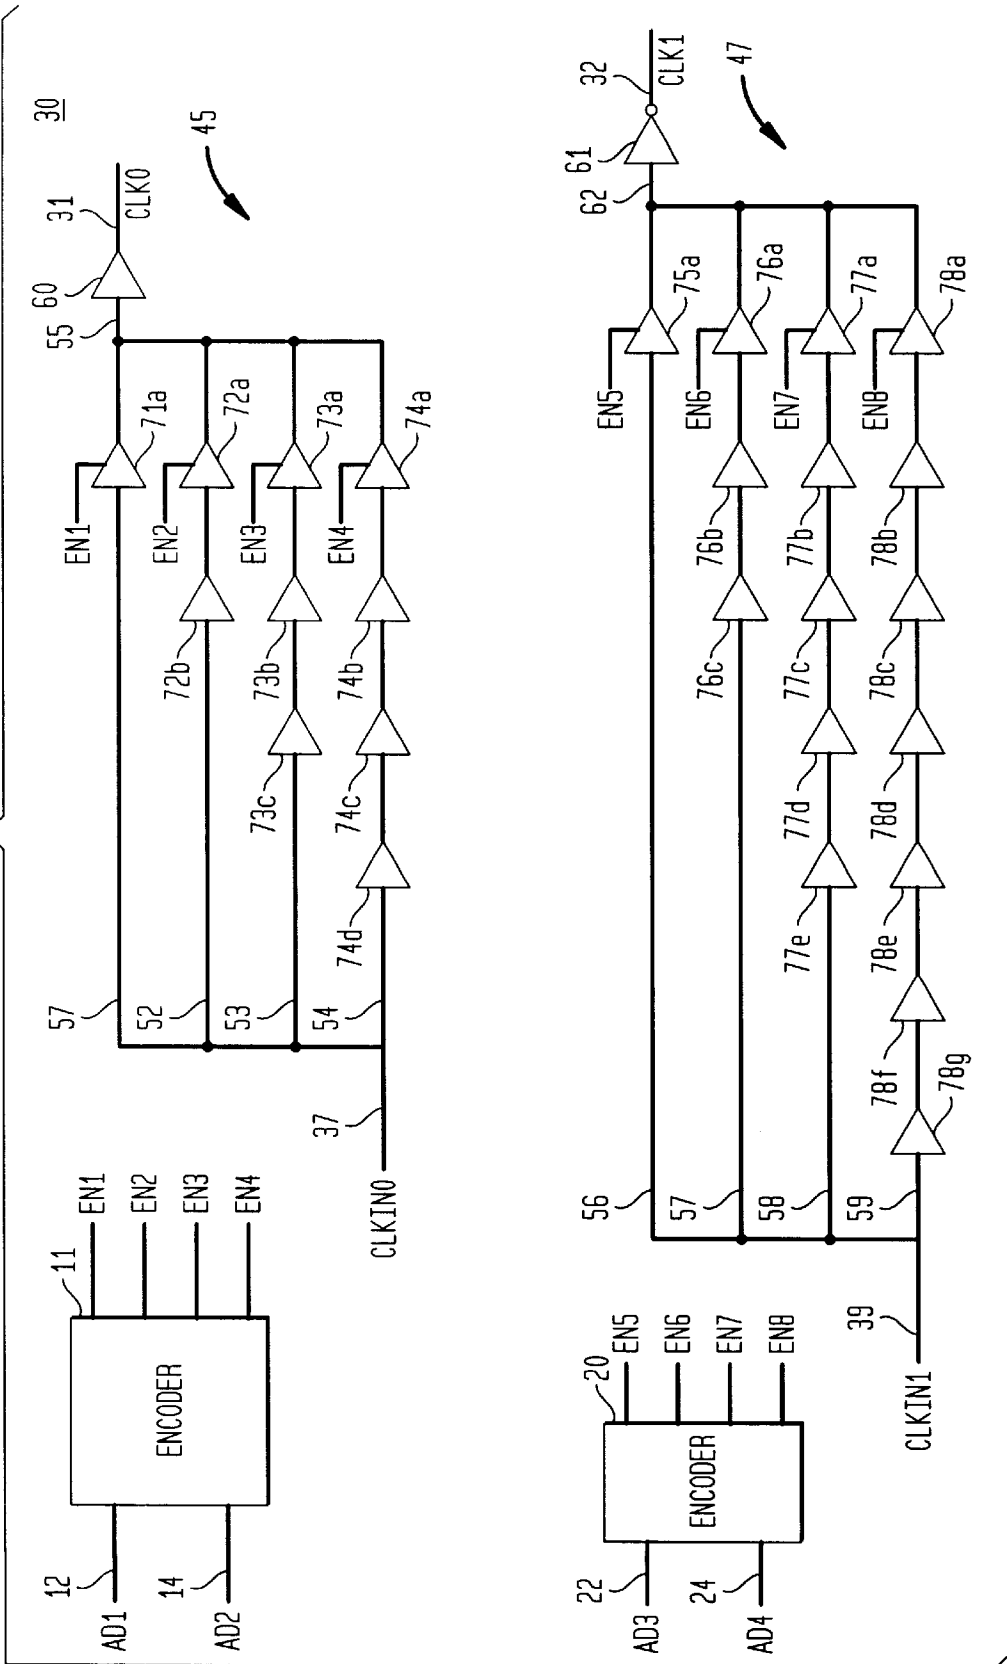 30
AD1
12
AD2
14
ENCODER
11
EN1
EN2
EN3
EN4
CLKIN0
37
57
52
53
54
EN1
71a
EN2
72b
72a
EN3
73c
73b
73a
EN4
74d
74c
74b
74a
55
60
31
CLK0
45
AD3
22
AD4
24
ENCODER
20
EN5
EN6
EN7
EN8
CLKIN1
39
56
57
58
59
EN5
75a
EN6
76c
76b
76a
EN7
77e
77d
77c
77b
77a
EN8
78g
78f
78e
78d
78c
78b
78a
62
61
32
CLK1
47